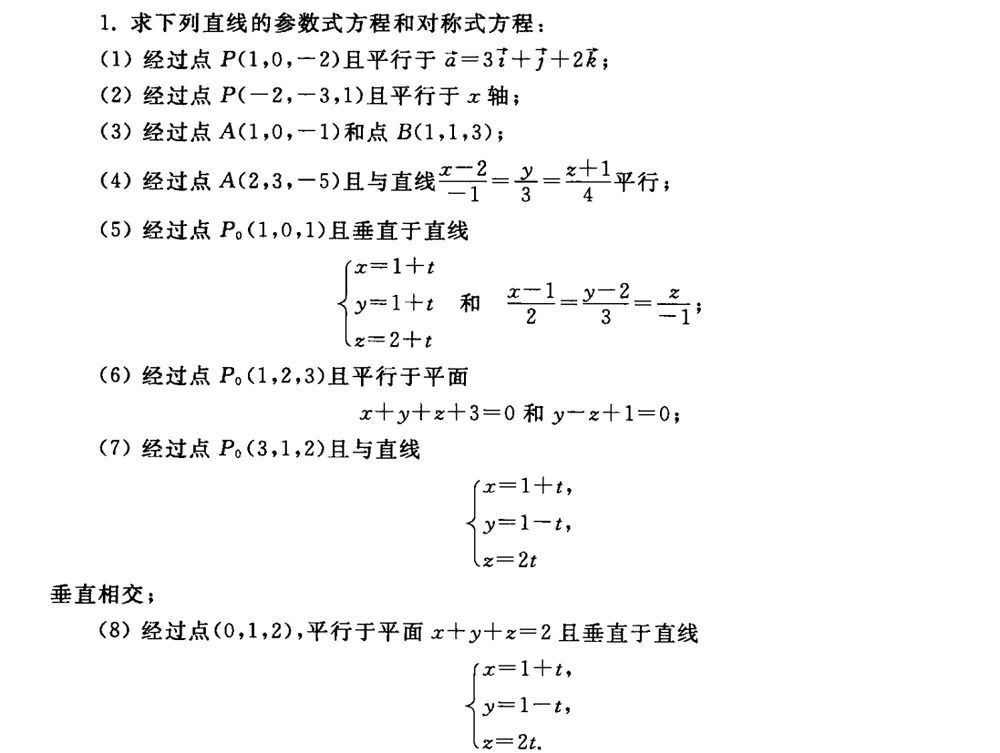 1. 求下列直线的参数式方程和对称式方程:
(1) 经过点 P(1,0,−2)且平行于 a⃗=3i⃗+j⃗+2k⃗;
(2) 经过点 P(−2,−3,1)且平行于 x 轴;
(3) 经过点 A(1,0,−1)和点 B(1,1,3);
(4) 经过点 A(2,3,−5)且与直线 (x−2)/(−1)=y/3=(z+1)/4 平行;
(5) 经过点 P₀(1,0,1)且垂直于直线
x=1+t
y=1+t 和 (x−1)/2=(y−2)/3=z/(−1);
z=2+t
(6) 经过点 P₀(1,2,3)且平行于平面
x+y+z+3=0 和 y−z+1=0;
(7) 经过点 P₀(3,1,2)且与直线
x=1+t,
y=1−t,
z=2t
垂直相交;
(8) 经过点(0,1,2),平行于平面 x+y+z=2 且垂直于直线
x=1+t,
y=1−t,
z=2t.